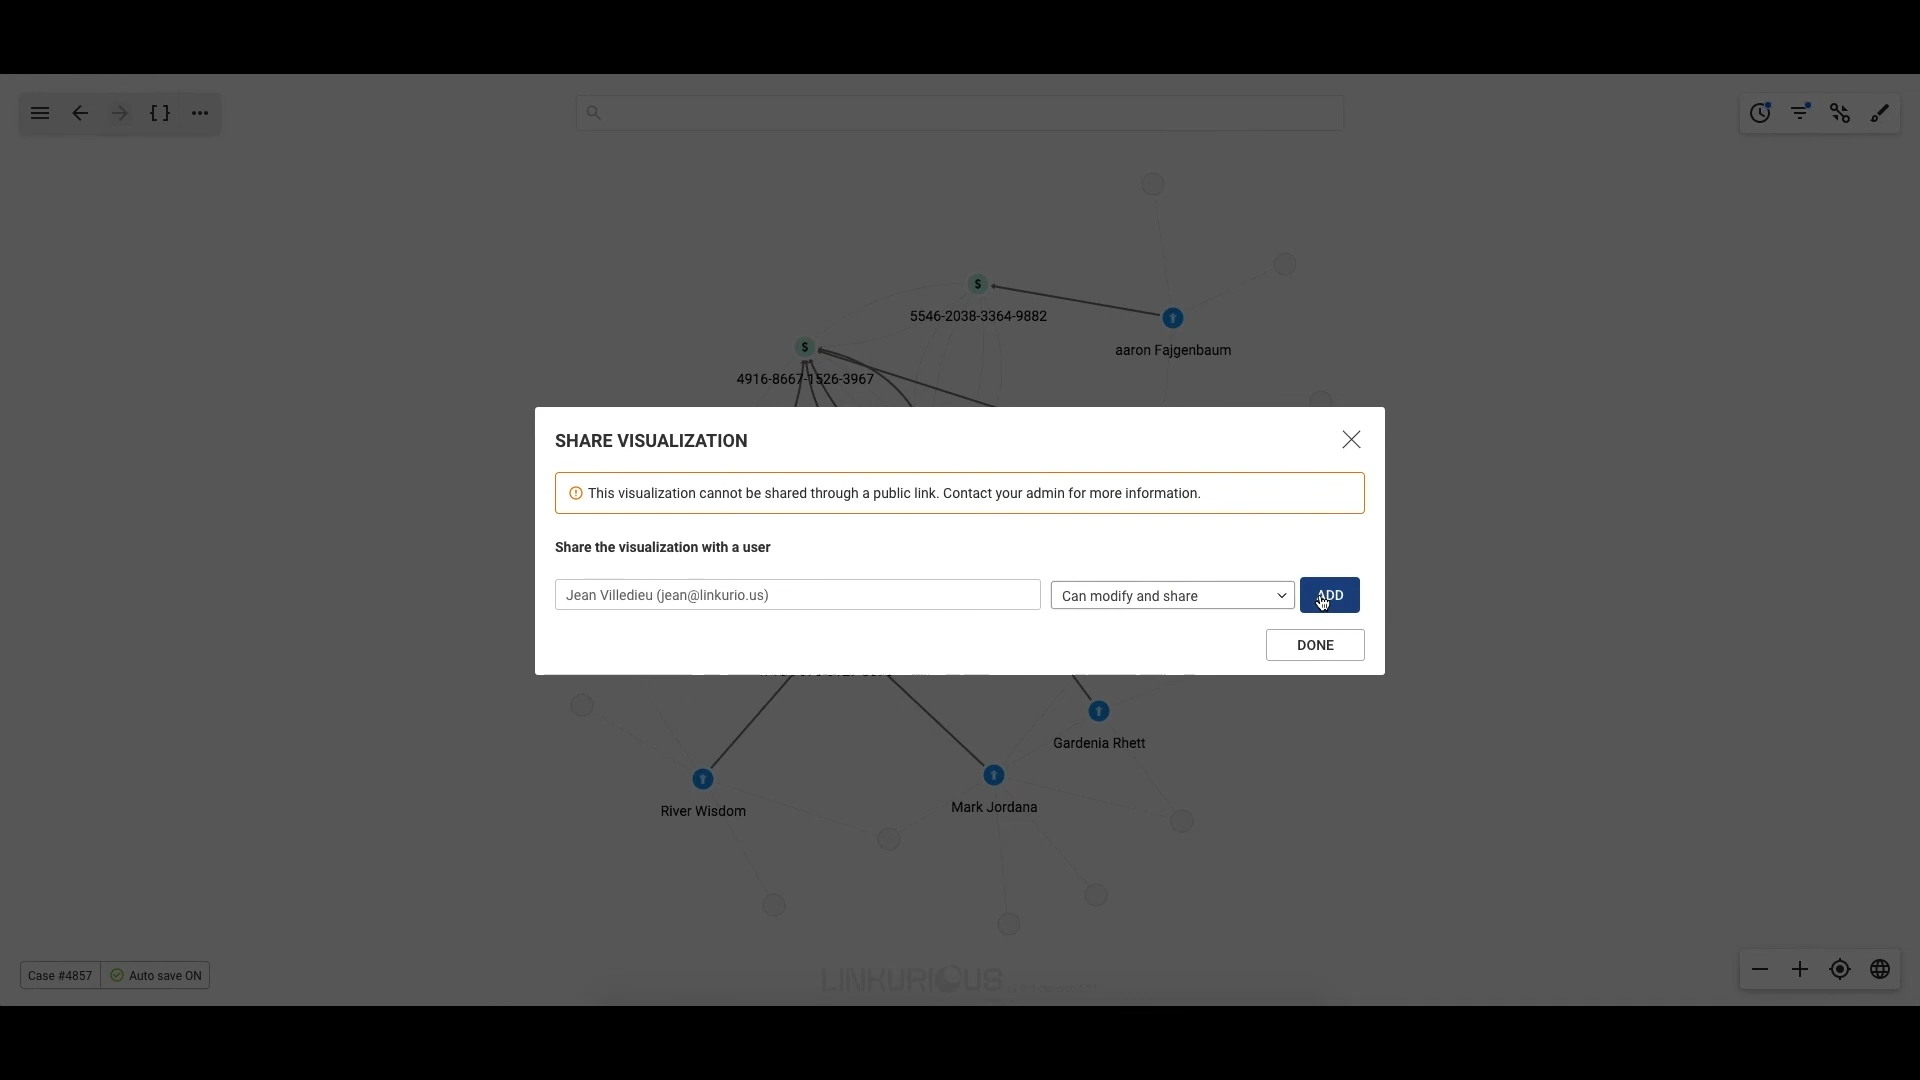 5546-2038-3364-9882
aaron Fajgenbaum
4916-8667-1526-3967
SHARE VISUALIZATION
This visualization cannot be shared through a public link. Contact your admin for more information.
Share the visualization with a user
Jean Villedieu (jean@linkurio.us)
Can modify and share
ADD
DONE
Gardenia Rhett
River Wisdom
Mark Jordana
Case #4857
Auto save ON
LINKURIOUS